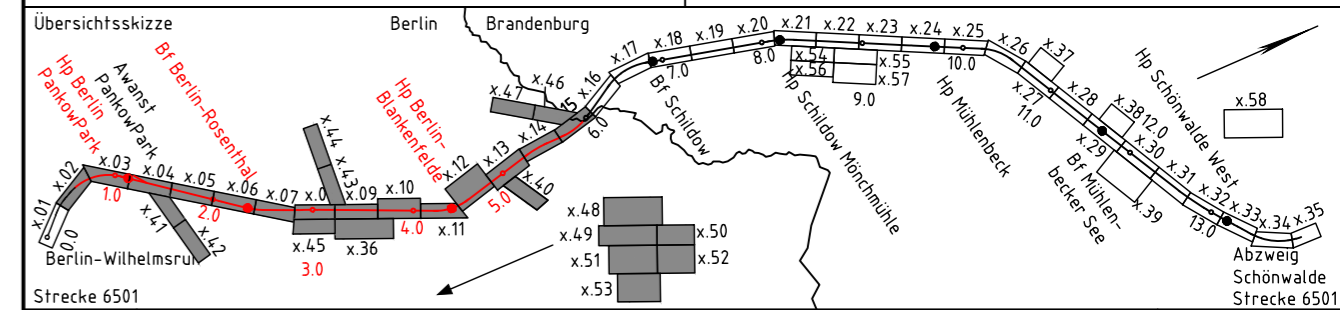 Übersichtsskizze
Berlin
Brandenburg
Hp Berlin
PankowPark
Awanst
PankowPark
Bf Berlin-Rosenthal
Hp Berlin-
Blankenfelde
Bf Schildow
Hp Schildow Mönchmühle
Hp Mühlenbeck
Bf Mühlen-
becker See
Hp Schönwalde West
x.01
x.02
x.03
x.04
x.05
x.06
x.07
x.0
x.09
x.10
x.11
x.12
x.13
x.14
15
x.16
x.17
x.18
x.19
x.20
x.21
x.22
x.23
x.24
x.25
x.26
x.27
x.28
x.29
x.30
x.31
x.32
x.33
x.34
x.35
x.36
x.37
x.38
x.39
x.40
x.41
x.42
x.43
x.44
x.45
x.46
x.47
x.48
x.49
x.50
x.51
x.52
x.53
x.54
x.55
x.56
x.57
x.58
0.0
1.0
2.0
3.0
4.0
5.0
6.0
7.0
8.0
9.0
10.0
11.0
12.0
13.0
Berlin-Wilhelmsruh
Strecke 6501
Abzweig
Schönwalde
Strecke 6501